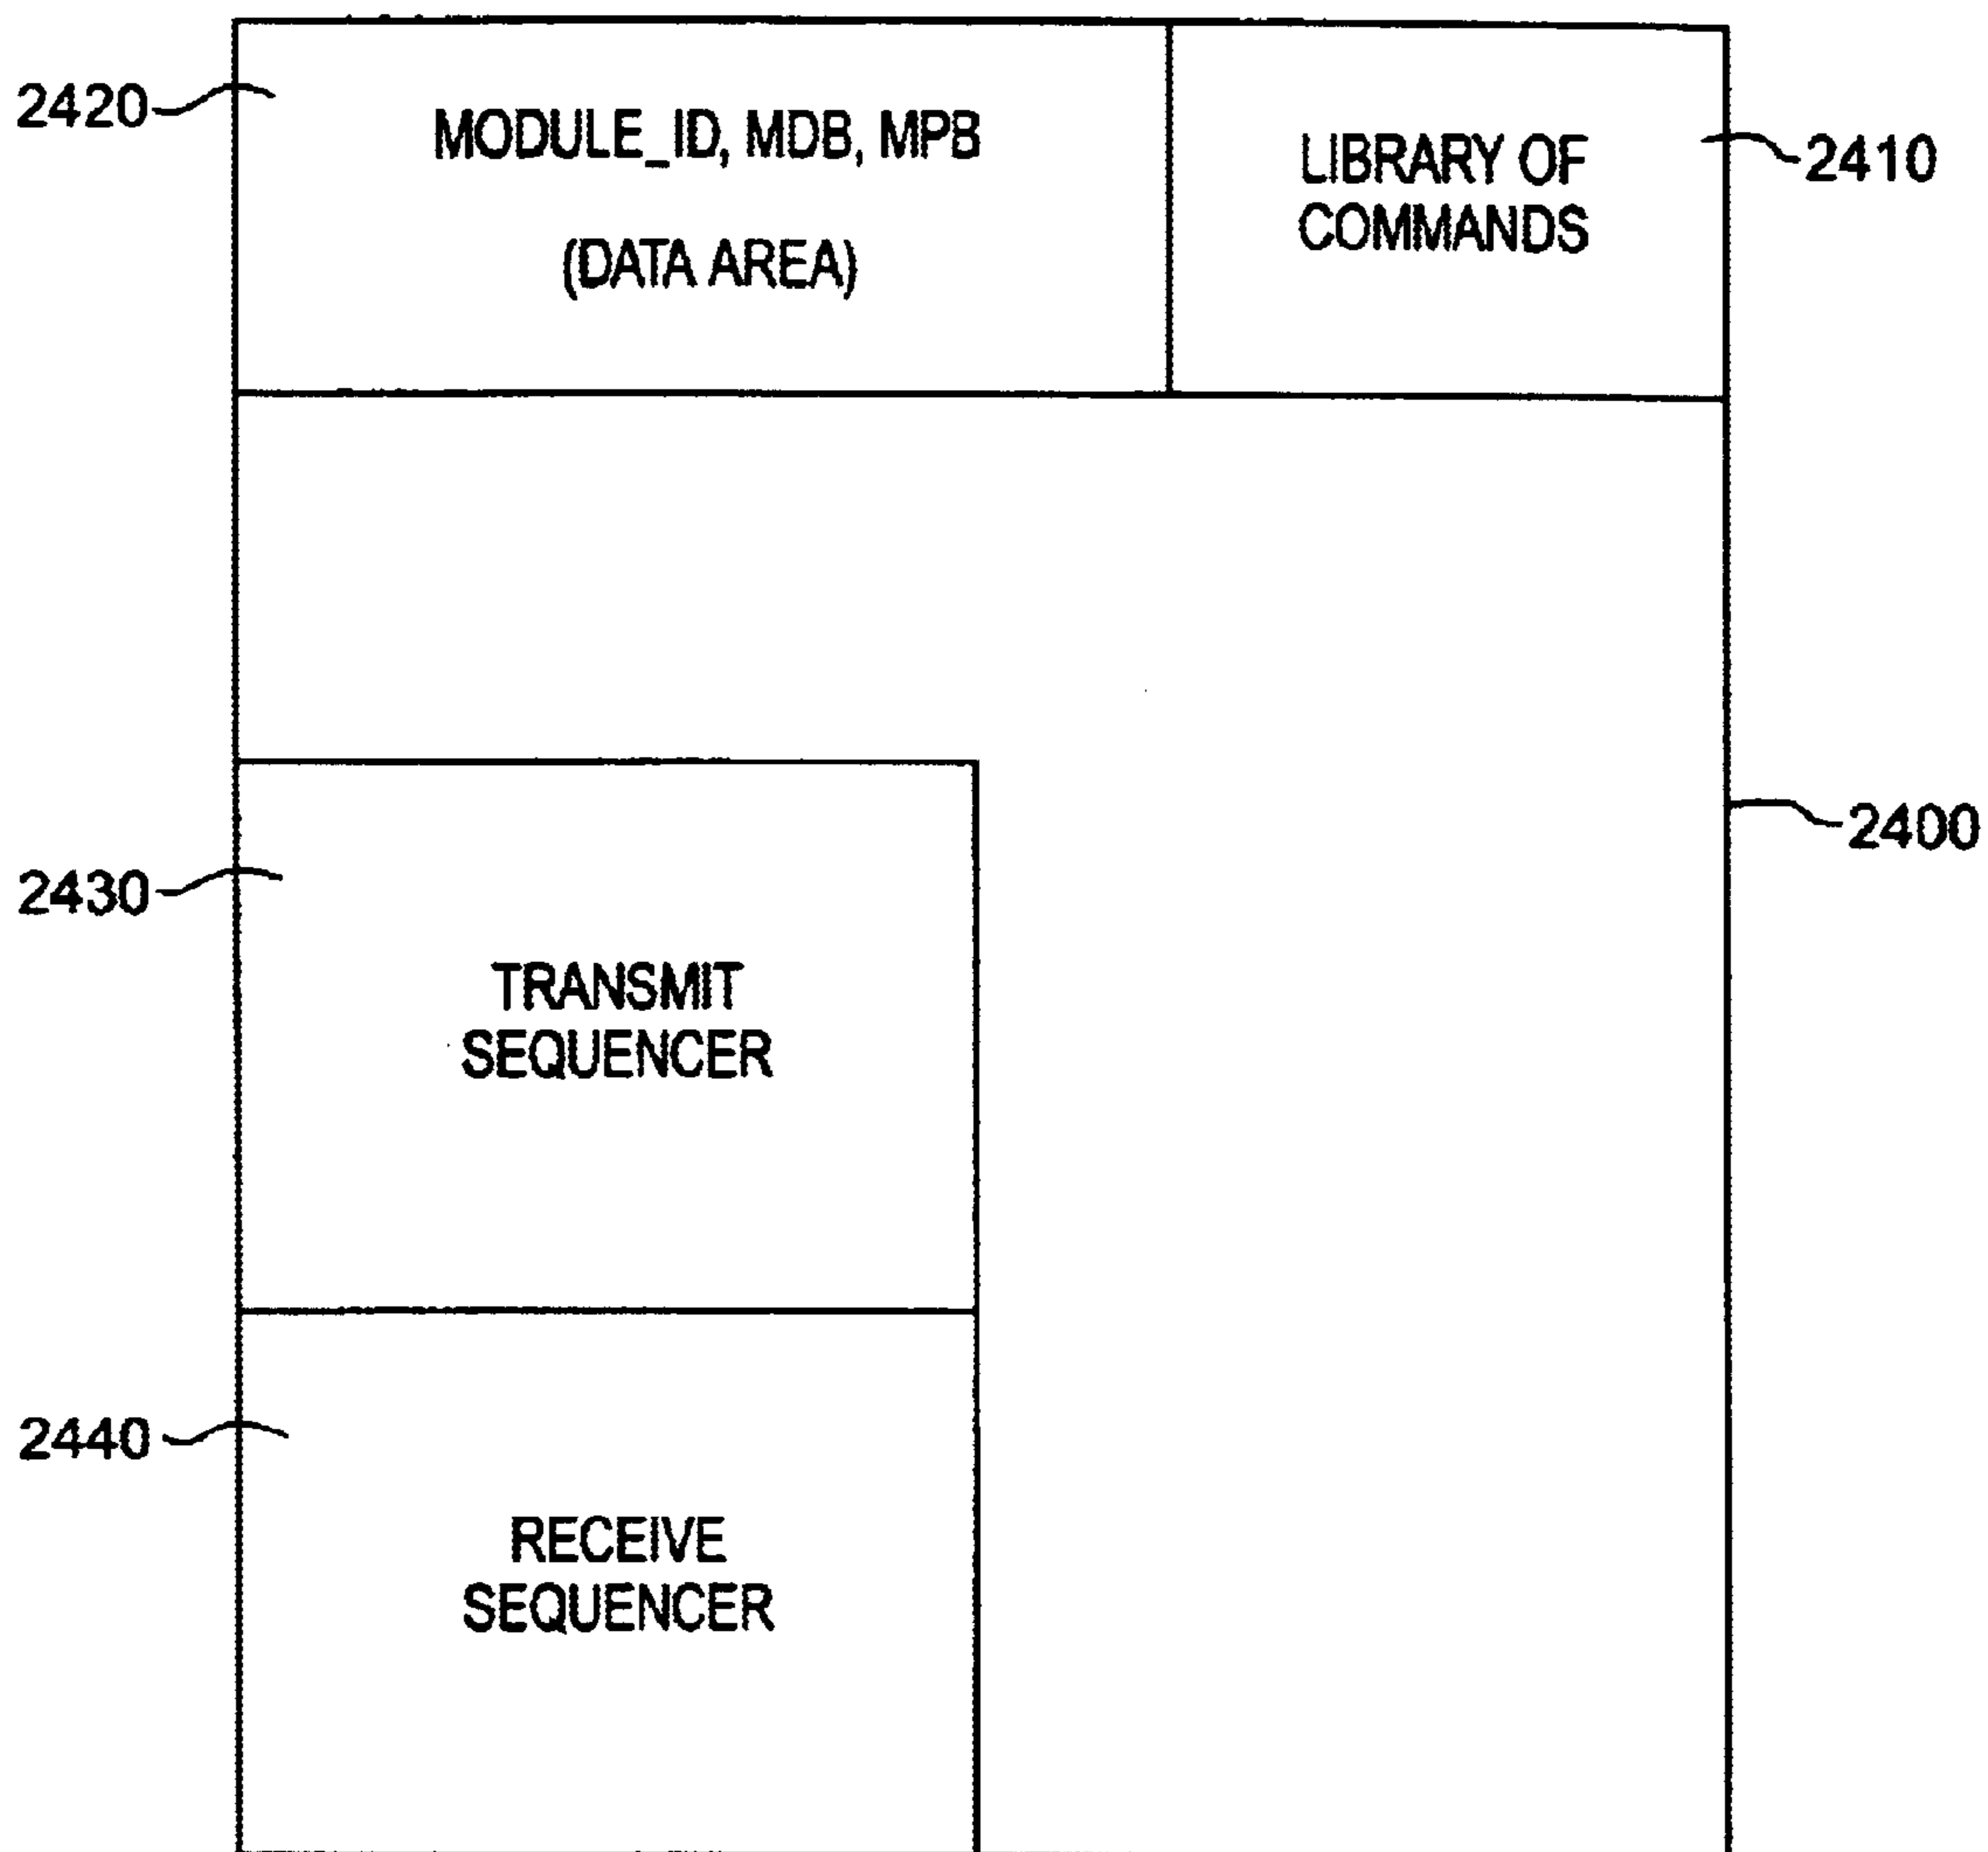 2420
MODULE_ID, MDB, MPB
(DATA AREA)
LIBRARY OF
COMMANDS
2410
2400
2430
TRANSMIT
SEQUENCER
2440
RECEIVE
SEQUENCER